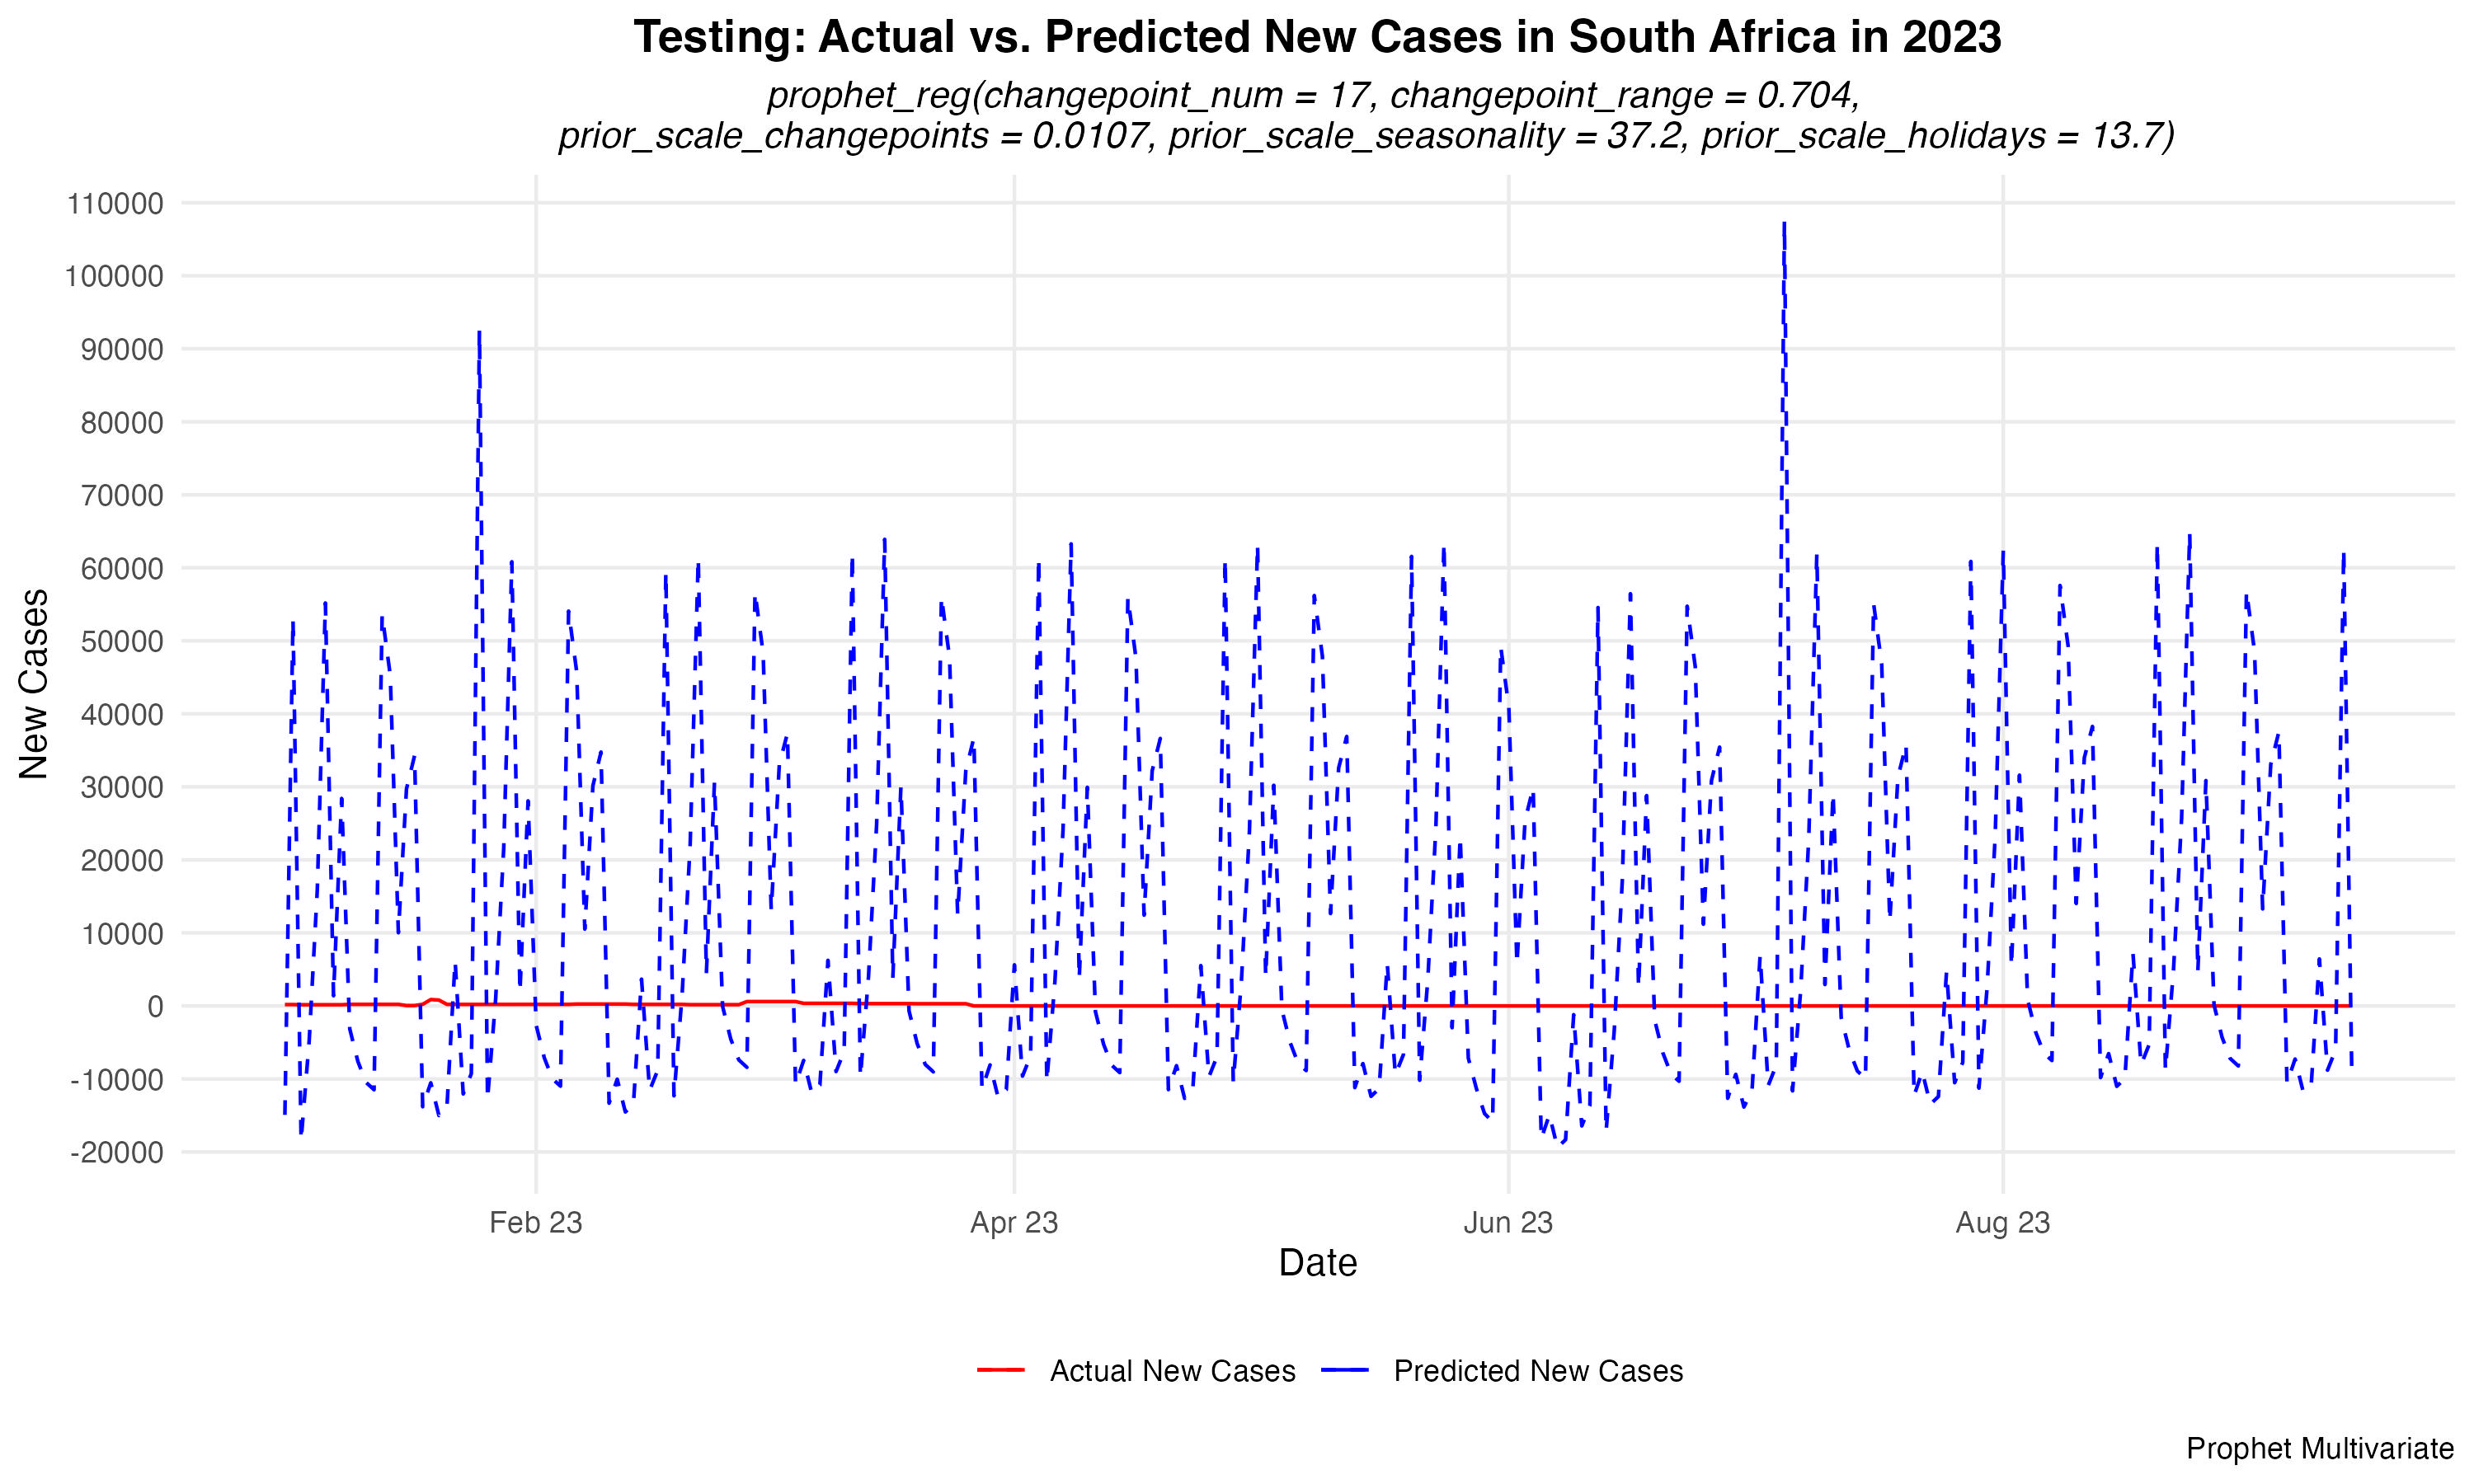 Testing: Actual vs. Predicted New Cases in South Africa in 2023
prophet_reg(changepoint_num = 17, changepoint_range = 0.704,
prior_scale_changepoints = 0.0107, prior_scale_seasonality = 37.2, prior_scale_holidays = 13.7)
New Cases
110000
100000
90000
80000
70000
60000
50000
40000
30000
20000
10000
0
-10000
-20000
Feb 23 Apr 23 Jun 23 Aug 23
Date
Actual New Cases Predicted New Cases
Prophet Multivariate